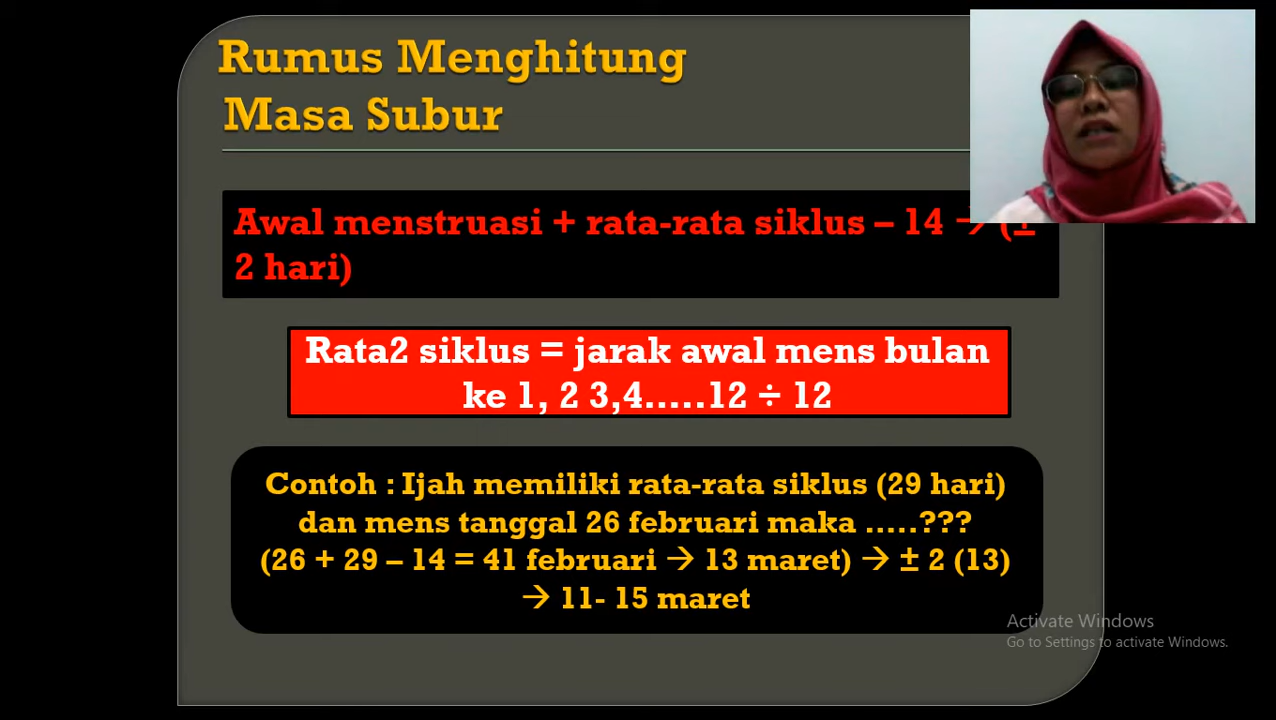 Rumus Menghitung
Masa Subur
Awal menstruasi + rata-rata siklus – 14 → (±
2 hari)
Rata2 siklus = jarak awal mens bulan
ke 1, 2 3,4.....12 ÷ 12
Contoh : Ijah memiliki rata-rata siklus (29 hari)
dan mens tanggal 26 februari maka .....???
(26 + 29 – 14 = 41 februari → 13 maret) → ± 2 (13)
→ 11- 15 maret
Activate Windows
Go to Settings to activate Windows.